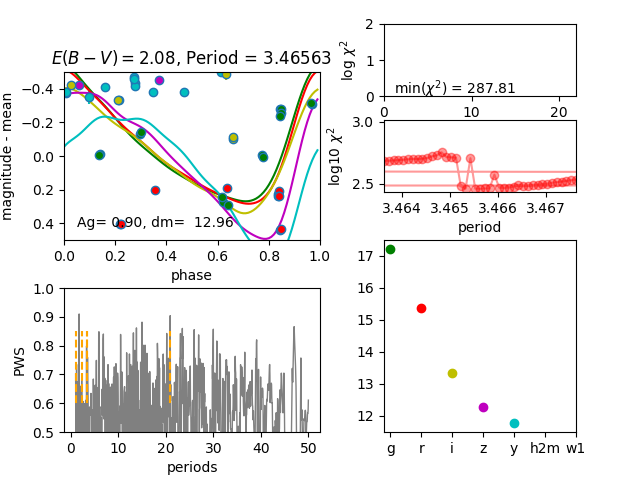 E(B − V) = 2.08, Period = 3.46563
−0.4
−0.2
0.0
0.2
0.4
magnitude - mean
Ag= 0.90, dm=  12.96
0.0 0.2 0.4 0.6 0.8 1.0
phase
2
1
0
log χ²
min(χ²) = 287.81
0 10 20
3.0
2.5
log10 χ²
3.464 3.465 3.466 3.467
period
1.0
0.9
0.8
0.7
0.6
0.5
PWS
0 10 20 30 40 50
periods
17
16
15
14
13
12
g r i z y h2m w1